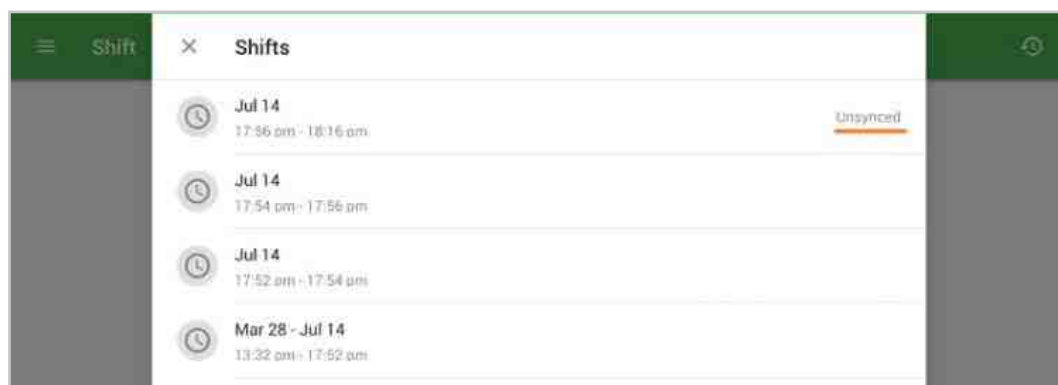 Shift
Shifts
Jul 14
17:56 pm - 18:16 pm
Unsynced
Jul 14
17:54 pm - 17:56 pm
Jul 14
17:52 pm - 17:54 pm
Mar 28 - Jul 14
13:32 pm - 17:52 pm